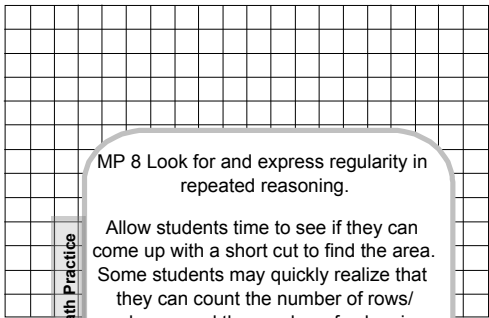 MP 8 Look for and express regularity in
repeated reasoning.
Allow students time to see if they can
come up with a short cut to find the area.
Some students may quickly realize that
they can count the number of rows/
Practice